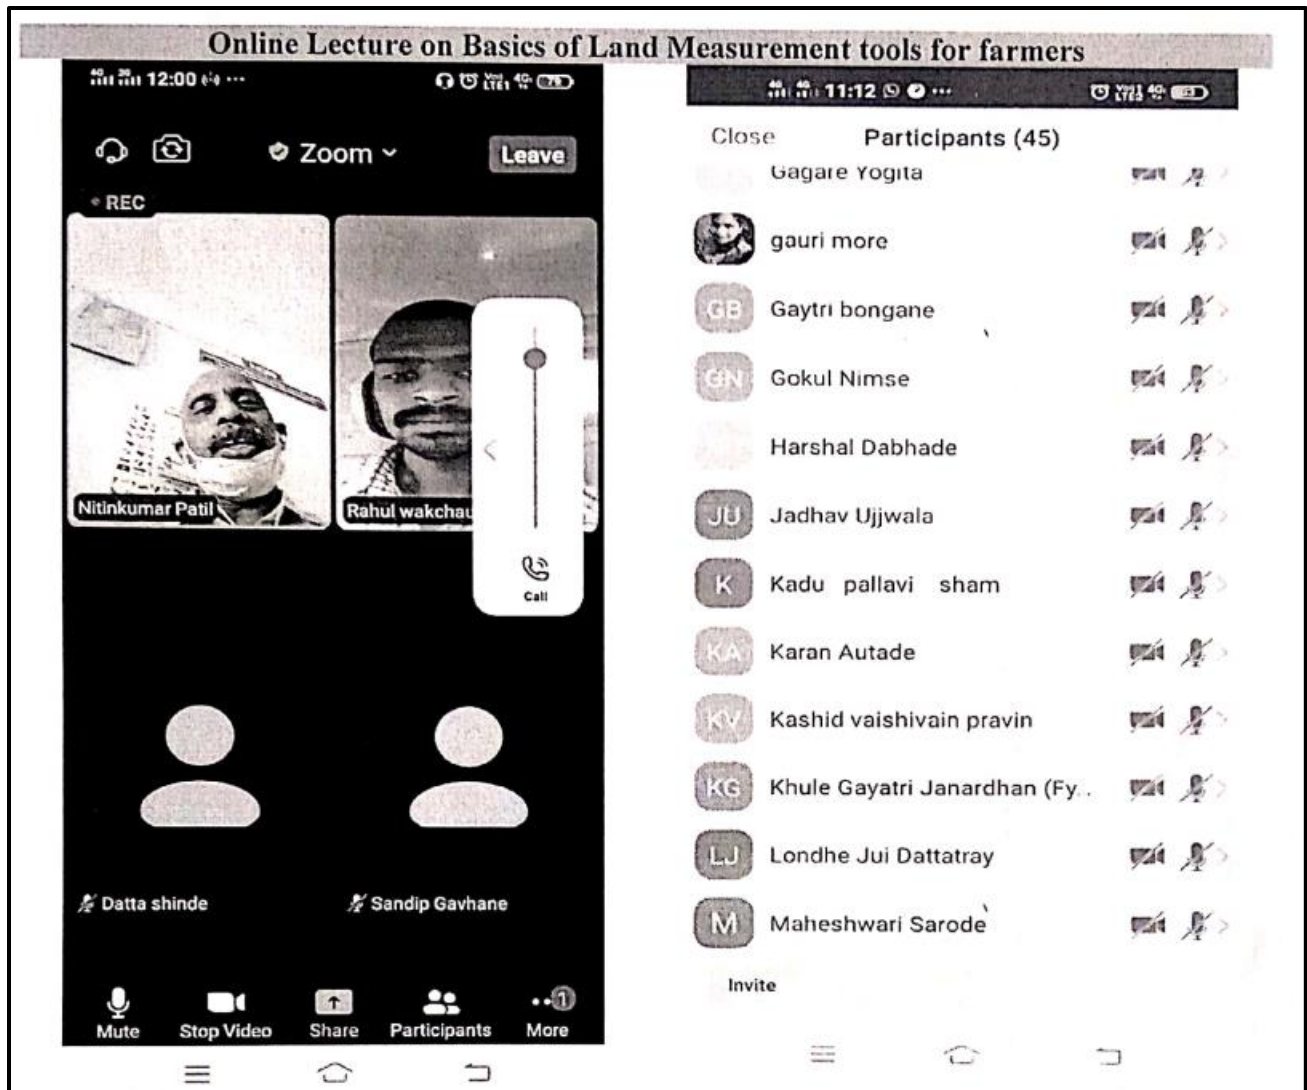 Online Lecture on Basics of Land Measurement tools for farmers
12:00
Zoom
Leave
REC
Nitinkumar Patil
Rahul wakchau
Call
Datta shinde
Sandip Gavhane
Mute Stop Video Share Participants More
1
11:12
Close Participants (45)
Gagare Yogita
gauri more
GB Gaytri bongane
GN Gokul Nimse
Harshal Dabhade
JU Jadhav Ujjwala
K Kadu pallavi sham
KA Karan Autade
KV Kashid vaishivain pravin
KG Khule Gayatri Janardhan (Fy..
LJ Londhe Jui Dattatray
M Maheshwari Sarode
Invite